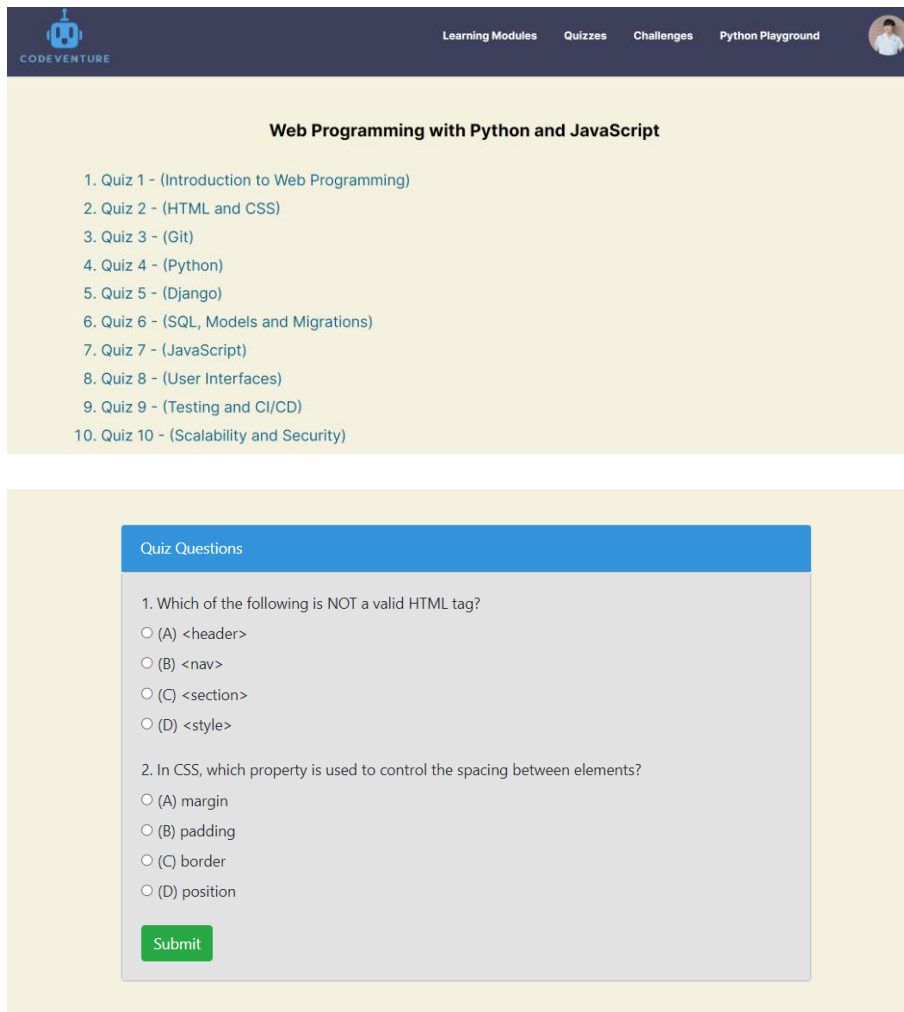 CODEVENTURE
Learning Modules Quizzes Challenges Python Playground
Web Programming with Python and JavaScript
1. Quiz 1 - (Introduction to Web Programming)
2. Quiz 2 - (HTML and CSS)
3. Quiz 3 - (Git)
4. Quiz 4 - (Python)
5. Quiz 5 - (Django)
6. Quiz 6 - (SQL, Models and Migrations)
7. Quiz 7 - (JavaScript)
8. Quiz 8 - (User Interfaces)
9. Quiz 9 - (Testing and CI/CD)
10. Quiz 10 - (Scalability and Security)
Quiz Questions
1. Which of the following is NOT a valid HTML tag?
(A) <header>
(B) <nav>
(C) <section>
(D) <style>
2. In CSS, which property is used to control the spacing between elements?
(A) margin
(B) padding
(C) border
(D) position
Submit